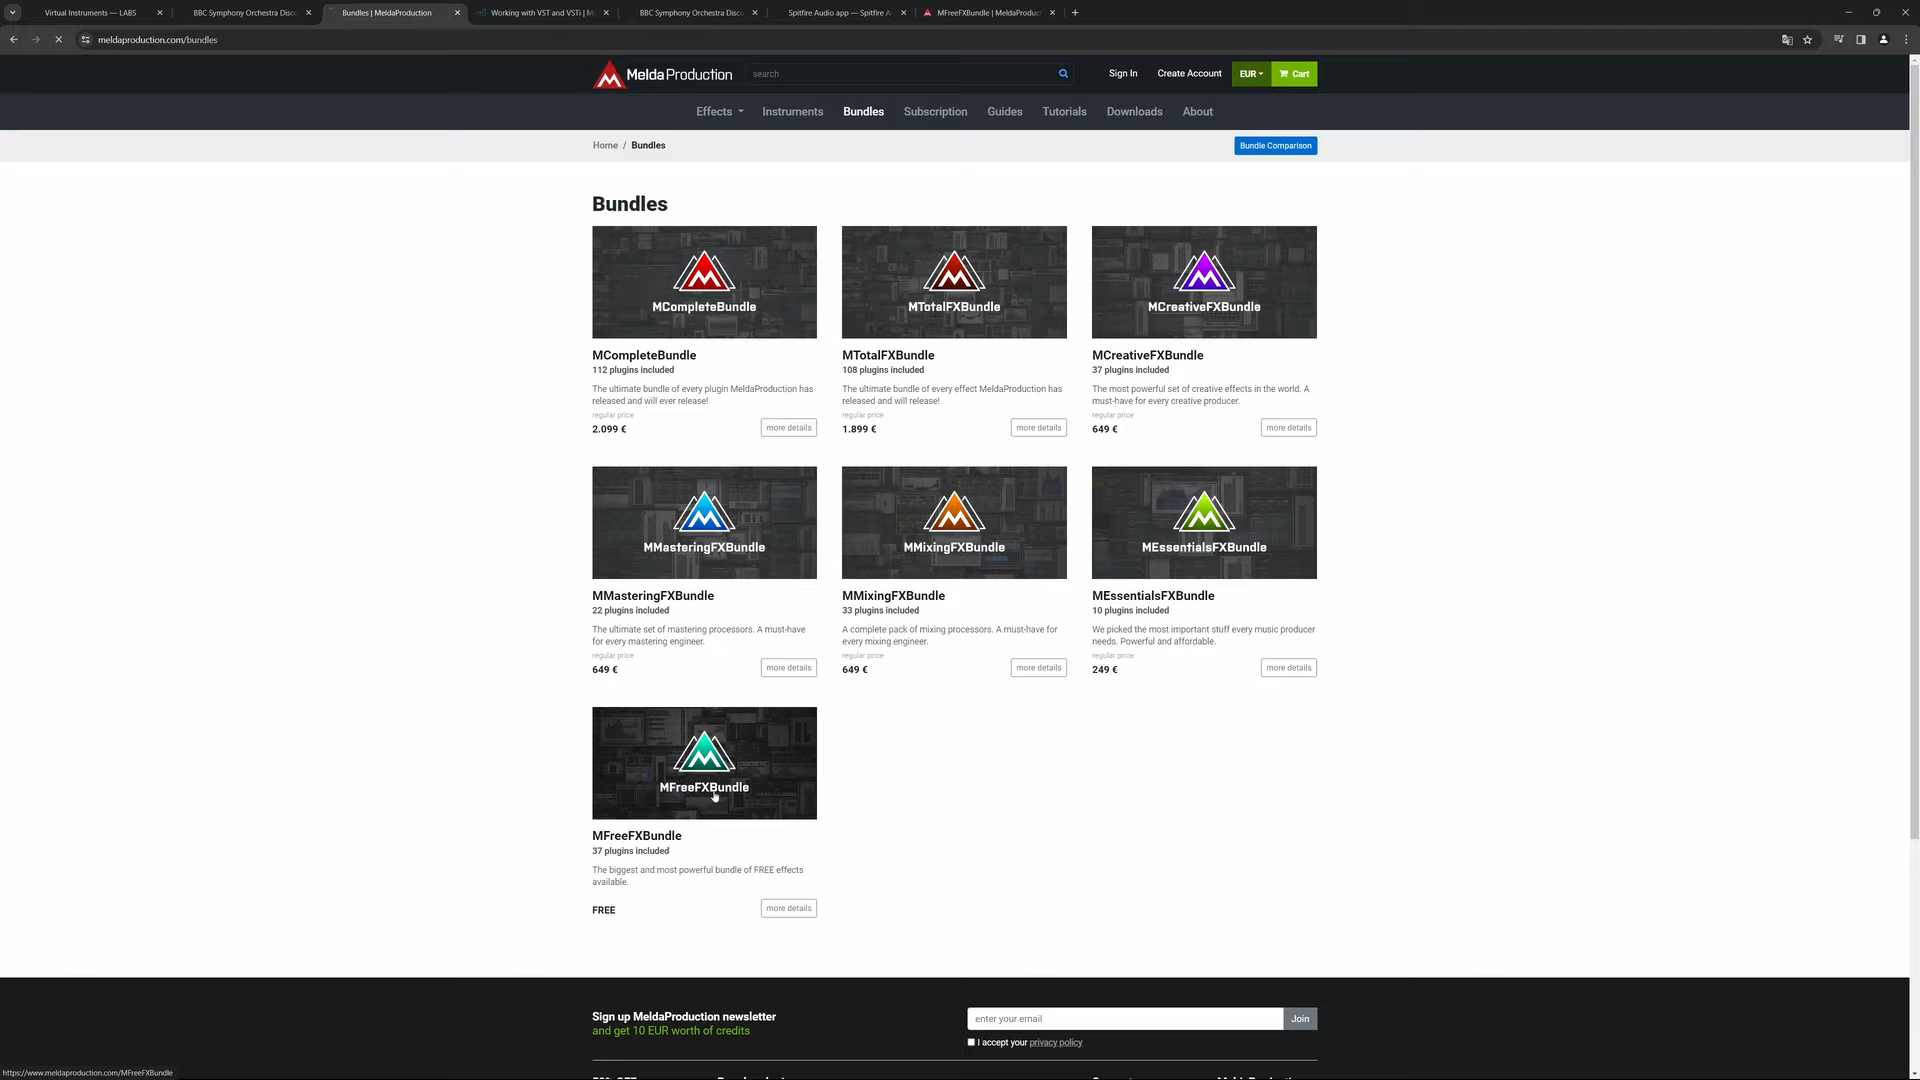 Virtual Instruments — LABS
BBC Symphony Orchestra Disc
Bundles | MeldaProduction
Working with VST and VSTi | M
BBC Symphony Orchestra Disc
Spitfire Audio app — Spitfire A
MFreeFXBundle | MeldaProduc
meldaproduction.com/bundles
MeldaProduction
search
Sign In
Create Account
EUR
Cart
Effects
Instruments
Bundles
Subscription
Guides
Tutorials
Downloads
About
Home / Bundles
Bundle Comparison
Bundles
MCompleteBundle
MTotalFXBundle
MCreativeFXBundle
MCompleteBundle
112 plugins included
The ultimate bundle of every plugin MeldaProduction has
released and will ever release!
regular price
2.099 €
more details
MTotalFXBundle
108 plugins included
The ultimate bundle of every effect MeldaProduction has
released and will release!
regular price
1.899 €
more details
MCreativeFXBundle
37 plugins included
The most powerful set of creative effects in the world. A
must-have for every creative producer.
regular price
649 €
more details
MMasteringFXBundle
MMixingFXBundle
MEssentialsFXBundle
MMasteringFXBundle
22 plugins included
The ultimate set of mastering processors. A must-have
for every mastering engineer.
regular price
649 €
more details
MMixingFXBundle
33 plugins included
A complete pack of mixing processors. A must-have for
every mixing engineer.
regular price
649 €
more details
MEssentialsFXBundle
10 plugins included
We picked the most important stuff every music producer
needs. Powerful and affordable.
regular price
249 €
more details
MFreeFXBundle
MFreeFXBundle
37 plugins included
The biggest and most powerful bundle of FREE effects
available.
FREE
more details
Sign up MeldaProduction newsletter
and get 10 EUR worth of credits
enter your email
Join
I accept your privacy policy
https://www.meldaproduction.com/MFreeFXBundle